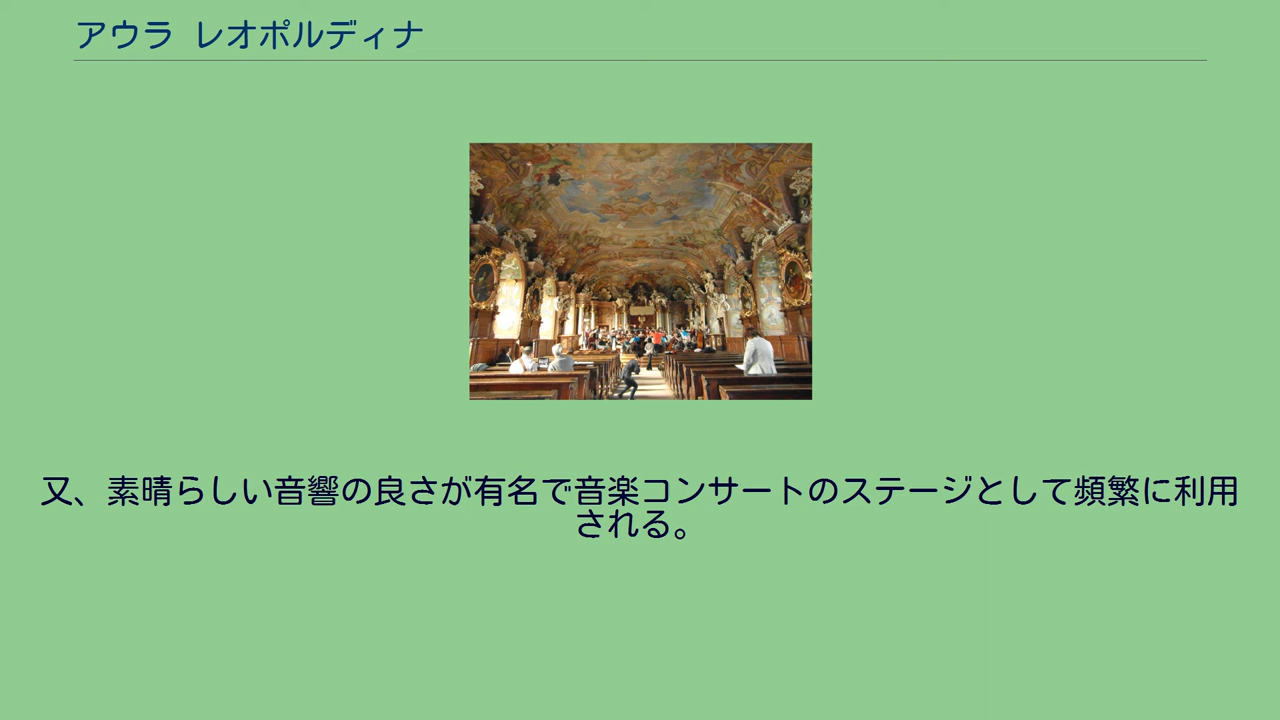 アウラ レオポルディナ
又、素晴らしい音響の良さが有名で音楽コンサートのステージとして頻繁に利用
される。